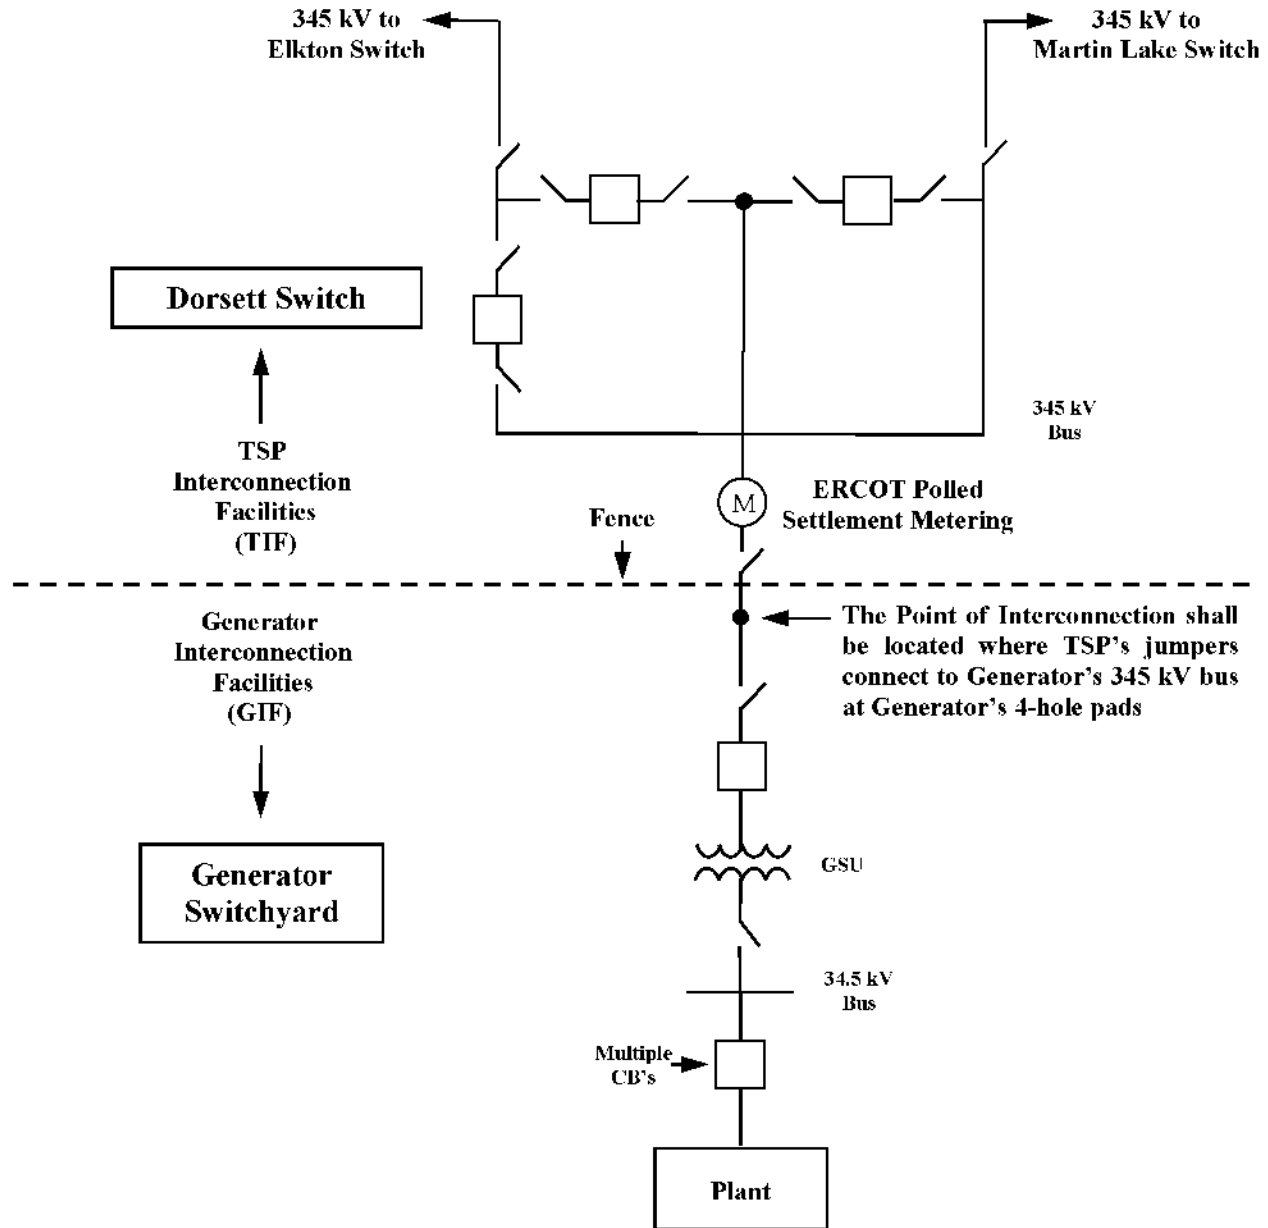 345 kV to
Elkton Switch
345 kV to
Martin Lake Switch
Dorsett Switch
345 kV
Bus
TSP
Interconnection
Facilities
(TIF)
ERCOT Polled
Settlement Metering
M
Fence
Generator
Interconnection
Facilities
(GIF)
The Point of Interconnection shall
be located where TSP's jumpers
connect to Generator's 345 kV bus
at Generator's 4-hole pads
GSU
Generator
Switchyard
34.5 kV
Bus
Multiple
CB's
Plant